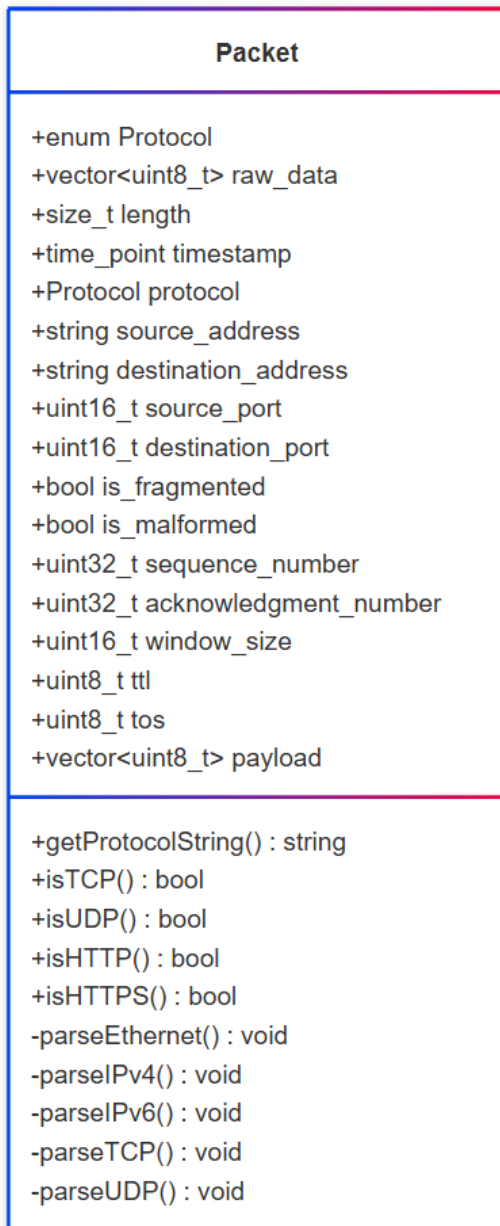 Packet
+enum Protocol
+vector<uint8_t> raw_data
+size_t length
+time_point timestamp
+Protocol protocol
+string source_address
+string destination_address
+uint16_t source_port
+uint16_t destination_port
+bool is_fragmented
+bool is_malformed
+uint32_t sequence_number
+uint32_t acknowledgment_number
+uint16_t window_size
+uint8_t ttl
+uint8_t tos
+vector<uint8_t> payload
+getProtocolString() : string
+isTCP() : bool
+isUDP() : bool
+isHTTP() : bool
+isHTTPS() : bool
-parseEthernet() : void
-parseIPv4() : void
-parseIPv6() : void
-parseTCP() : void
-parseUDP() : void